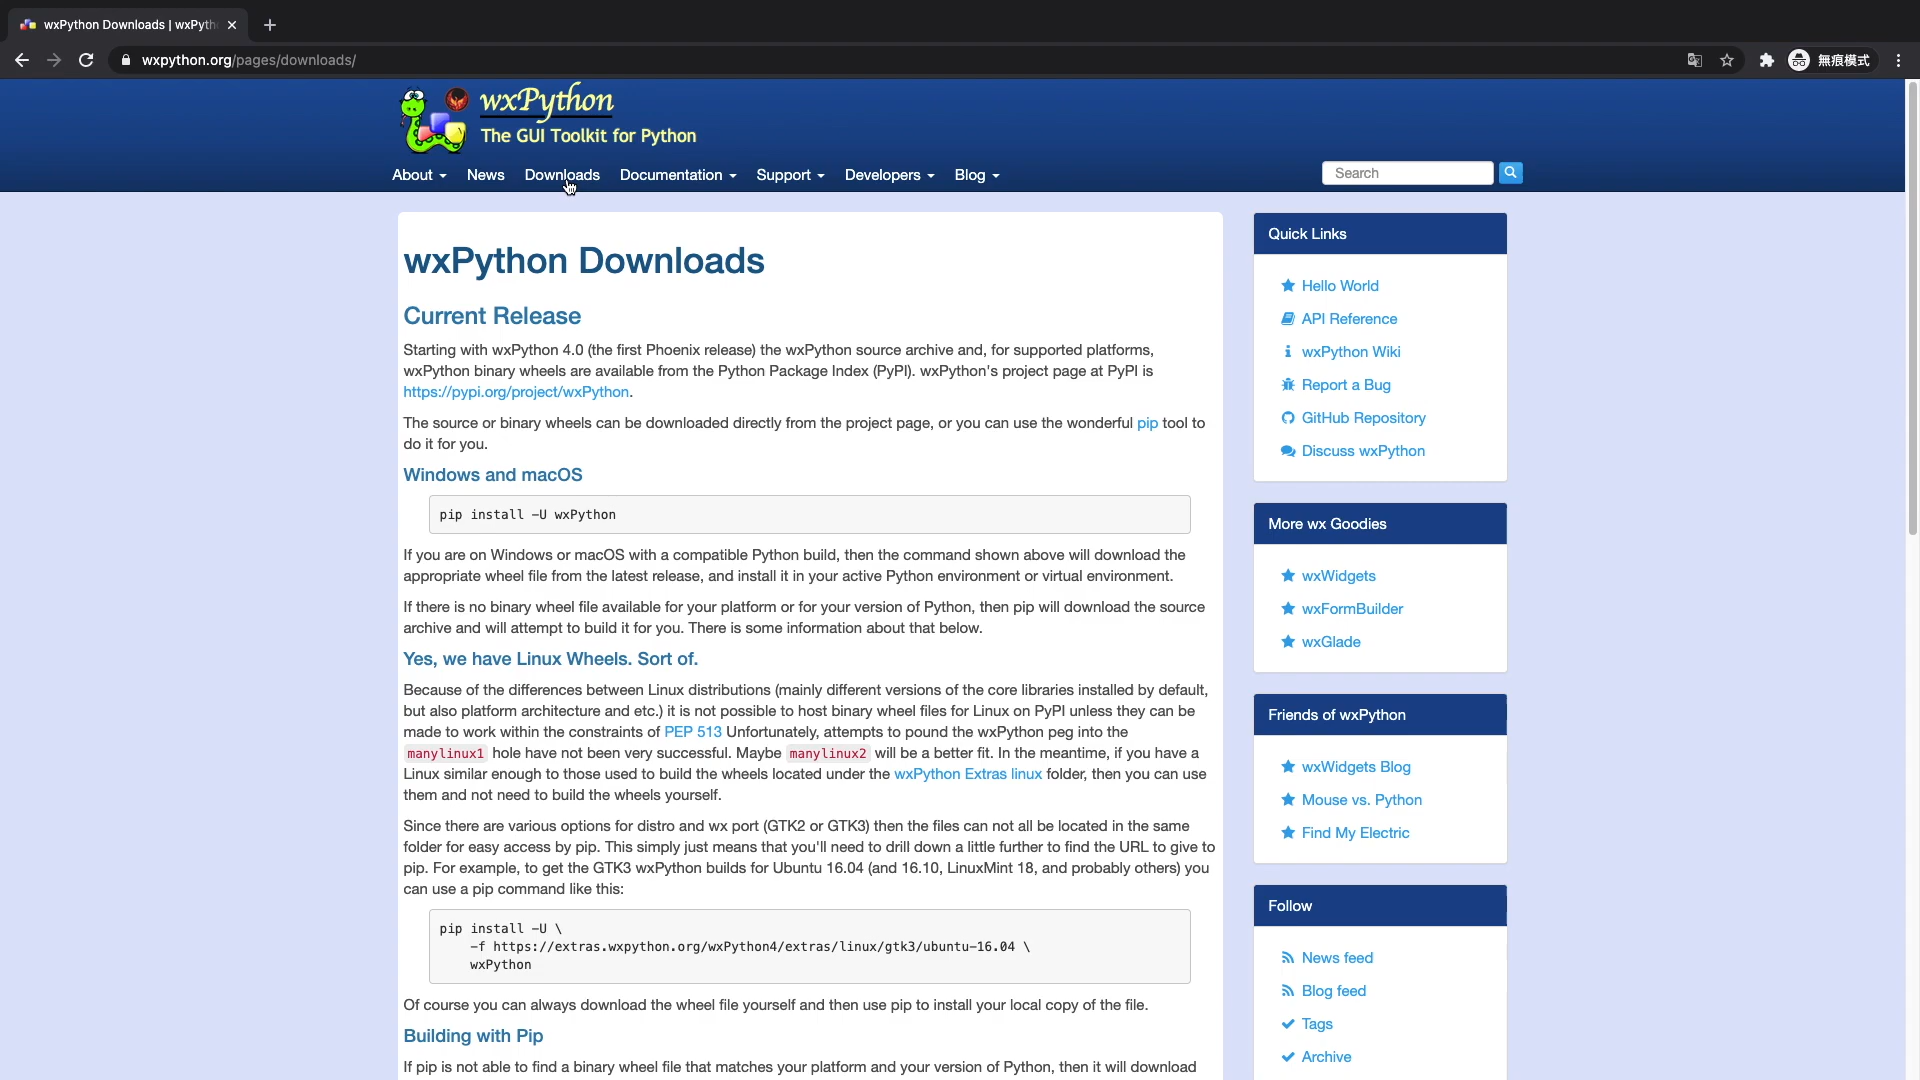 wxPython Downloads | wxPyth
wxpython.org/pages/downloads/
無痕模式
wxPython
The GUI Toolkit for Python
About
News
Downloads
Documentation
Support
Developers
Blog
Search
wxPython Downloads
Current Release
Starting with wxPython 4.0 (the first Phoenix release) the wxPython source archive and, for supported platforms,
wxPython binary wheels are available from the Python Package Index (PyPI). wxPython's project page at PyPI is
https://pypi.org/project/wxPython.
The source or binary wheels can be downloaded directly from the project page, or you can use the wonderful pip tool to
do it for you.
Windows and macOS
pip install -U wxPython
If you are on Windows or macOS with a compatible Python build, then the command shown above will download the
appropriate wheel file from the latest release, and install it in your active Python environment or virtual environment.
If there is no binary wheel file available for your platform or for your version of Python, then pip will download the source
archive and will attempt to build it for you. There is some information about that below.
Yes, we have Linux Wheels. Sort of.
Because of the differences between Linux distributions (mainly different versions of the core libraries installed by default,
but also platform architecture and etc.) it is not possible to host binary wheel files for Linux on PyPI unless they can be
made to work within the constraints of PEP 513 Unfortunately, attempts to pound the wxPython peg into the
manylinux1 hole have not been very successful. Maybe manylinux2 will be a better fit. In the meantime, if you have a
Linux similar enough to those used to build the wheels located under the wxPython Extras linux folder, then you can use
them and not need to build the wheels yourself.
Since there are various options for distro and wx port (GTK2 or GTK3) then the files can not all be located in the same
folder for easy access by pip. This simply just means that you'll need to drill down a little further to find the URL to give to
pip. For example, to get the GTK3 wxPython builds for Ubuntu 16.04 (and 16.10, LinuxMint 18, and probably others) you
can use a pip command like this:
pip install -U \
-f https://extras.wxpython.org/wxPython4/extras/linux/gtk3/ubuntu-16.04 \
wxPython
Of course you can always download the wheel file yourself and then use pip to install your local copy of the file.
Building with Pip
If pip is not able to find a binary wheel file that matches your platform and your version of Python, then it will download
Quick Links
Hello World
API Reference
wxPython Wiki
Report a Bug
GitHub Repository
Discuss wxPython
More wx Goodies
wxWidgets
wxFormBuilder
wxGlade
Friends of wxPython
wxWidgets Blog
Mouse vs. Python
Find My Electric
Follow
News feed
Blog feed
Tags
Archive